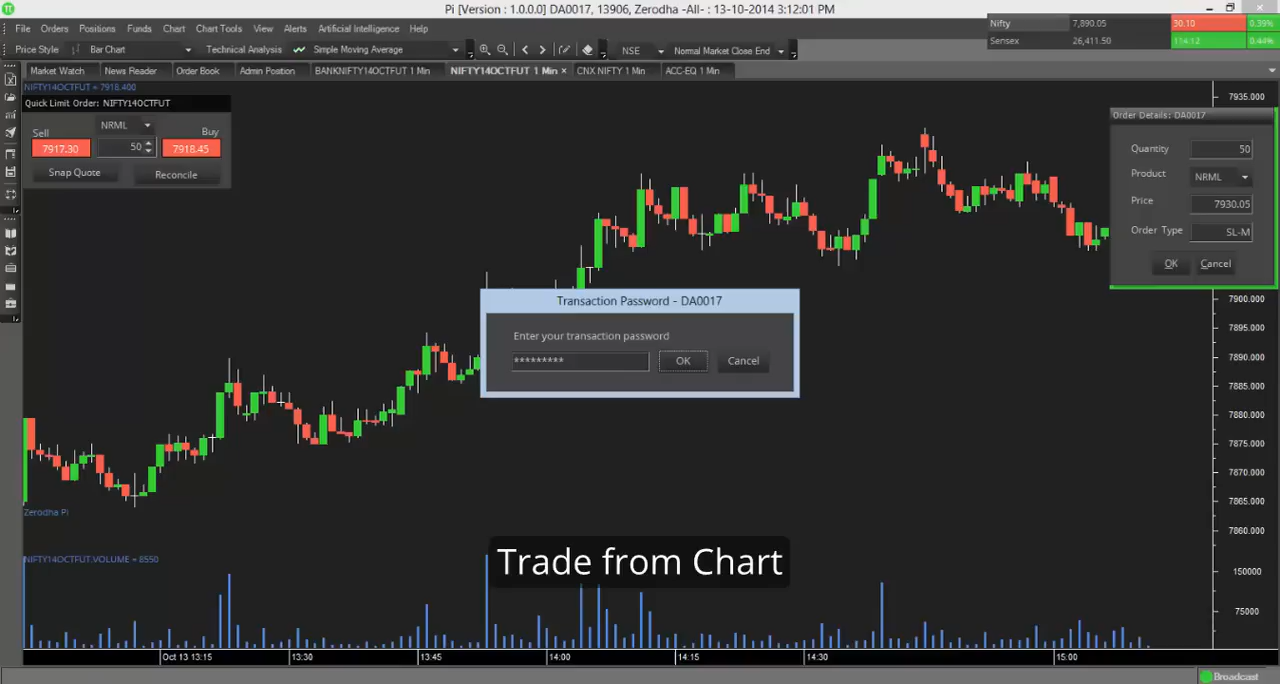 Pi [Version : 1.0.0.0] DA0017, 13906, Zerodha -All- : 13-10-2014 3:12:01 PM
File Orders Positions Funds Chart Chart Tools View Alerts Artificial Intelligence Help
Nifty 7,890.05 30.10 0.39%
Sensex 26,411.50 114.12 0.44%
Price Style Bar Chart Technical Analysis Simple Moving Average NSE Normal Market Close End
Market Watch News Reader Order Book Admin Position BANKNIFTY14OCTFUT 1 Min NIFTY14OCTFUT 1 Min × CNX NIFTY 1 Min ACC-EQ 1 Min
NIFTY14OCTFUT = 7918.400
Quick Limit Order: NIFTY14OCTFUT
NRML
Sell Buy
7917.30 50 7918.45
Snap Quote Reconcile
Order Details: DA0017
Quantity 50
Product NRML
Price 7930.05
Order Type SL-M
OK Cancel
Transaction Password - DA0017
Enter your transaction password
********* OK Cancel
7935.000
7900.000
7895.000
7890.000
7885.000
7880.000
7875.000
7870.000
7865.000
7860.000
Zerodha Pi
NIFTY14OCTFUT.VOLUME = 8550
Trade from Chart
150000
75000
Oct 13 13:15 13:30 13:45 14:00 14:15 14:30 15:00
Broadcast